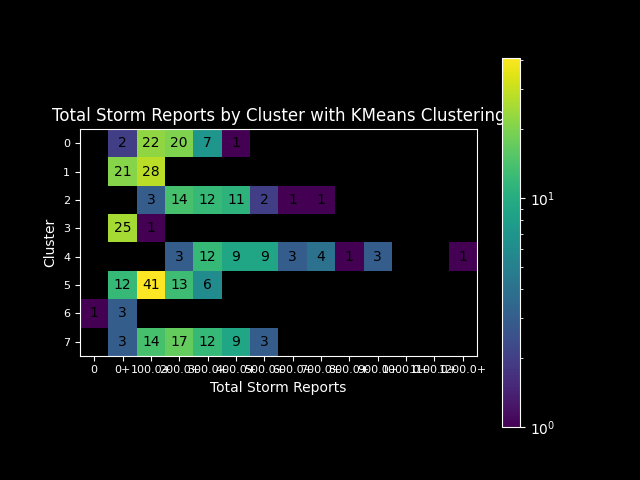 Total Storm Reports by Cluster with KMeans Clustering
0 2 22 20 7 1
1 21 28
2 3 14 12 11 2 1 1
Cluster
3 25 1
4 3 12 9 9 3 4 1 3 1
5 12 41 13 6
6 1 3
7 3 14 17 12 9 3
0 0+ 100.0+ 200.0+ 300.0+ 400.0+ 500.0+ 600.0+ 700.0+ 800.0+ 900.0+ 1000.0+ 1100.0+ 1200.0+
Total Storm Reports
10^1
10^0